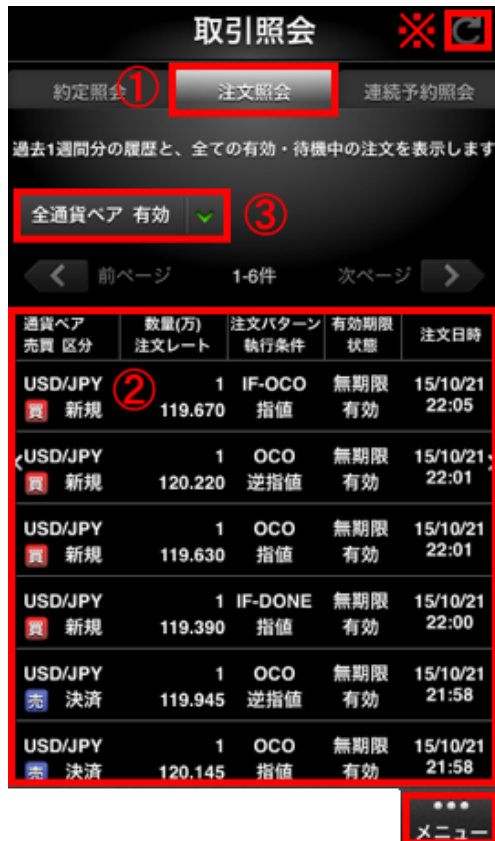 取引照会 ※
約定照会 ① 注文照会 連続予約照会
過去1週間分の履歴と、全ての有効・待機中の注文を表示します
全通貨ペア 有効 ③
前ページ 1-6件 次ページ
通貨ペア 数量(万) 注文パターン 有効期限 注文日時
売買 区分 注文レート 執行条件 状態
USD/JPY ② 1 IF-OCO 無期限 15/10/21
買 新規 119.670 指値 有効 22:05
USD/JPY 1 OCO 無期限 15/10/21
買 新規 120.220 逆指値 有効 22:01
USD/JPY 1 OCO 無期限 15/10/21
買 新規 119.630 指値 有効 22:01
USD/JPY 1 IF-DONE 無期限 15/10/21
買 新規 119.390 指値 有効 22:00
USD/JPY 1 OCO 無期限 15/10/21
売 決済 119.945 逆指値 有効 21:58
USD/JPY 1 OCO 無期限 15/10/21
売 決済 120.145 指値 有効 21:58
メニュー